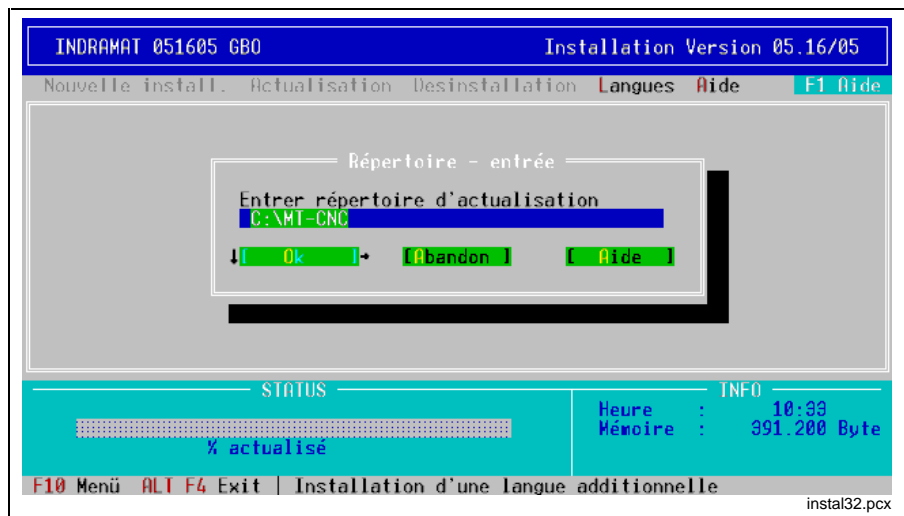 INDRAMAT 051605 GBO Installation Version 05.16/05
Nouvelle install. Actualisation Desinstallation Langues Aide F1 Aide
Répertoire - entrée
Entrer répertoire d'actualisation
C:\MT-CNC
↓[ Ok ]→ [Abandon ] [ Aide ]
STATUS
% actualisé
INFO
Heure : 10:33
Mémoire : 391.200 Byte
F10 Menü ALT F4 Exit | Installation d'une langue additionnelle
instal32.pcx